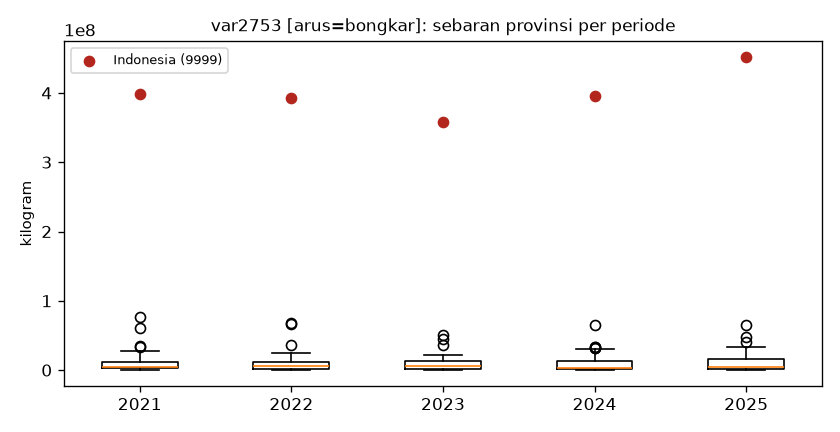 var2753 [arus=bongkar]: sebaran provinsi per periode
1e8
Indonesia (9999)
4
3
2
1
0
kilogram
2021 2022 2023 2024 2025